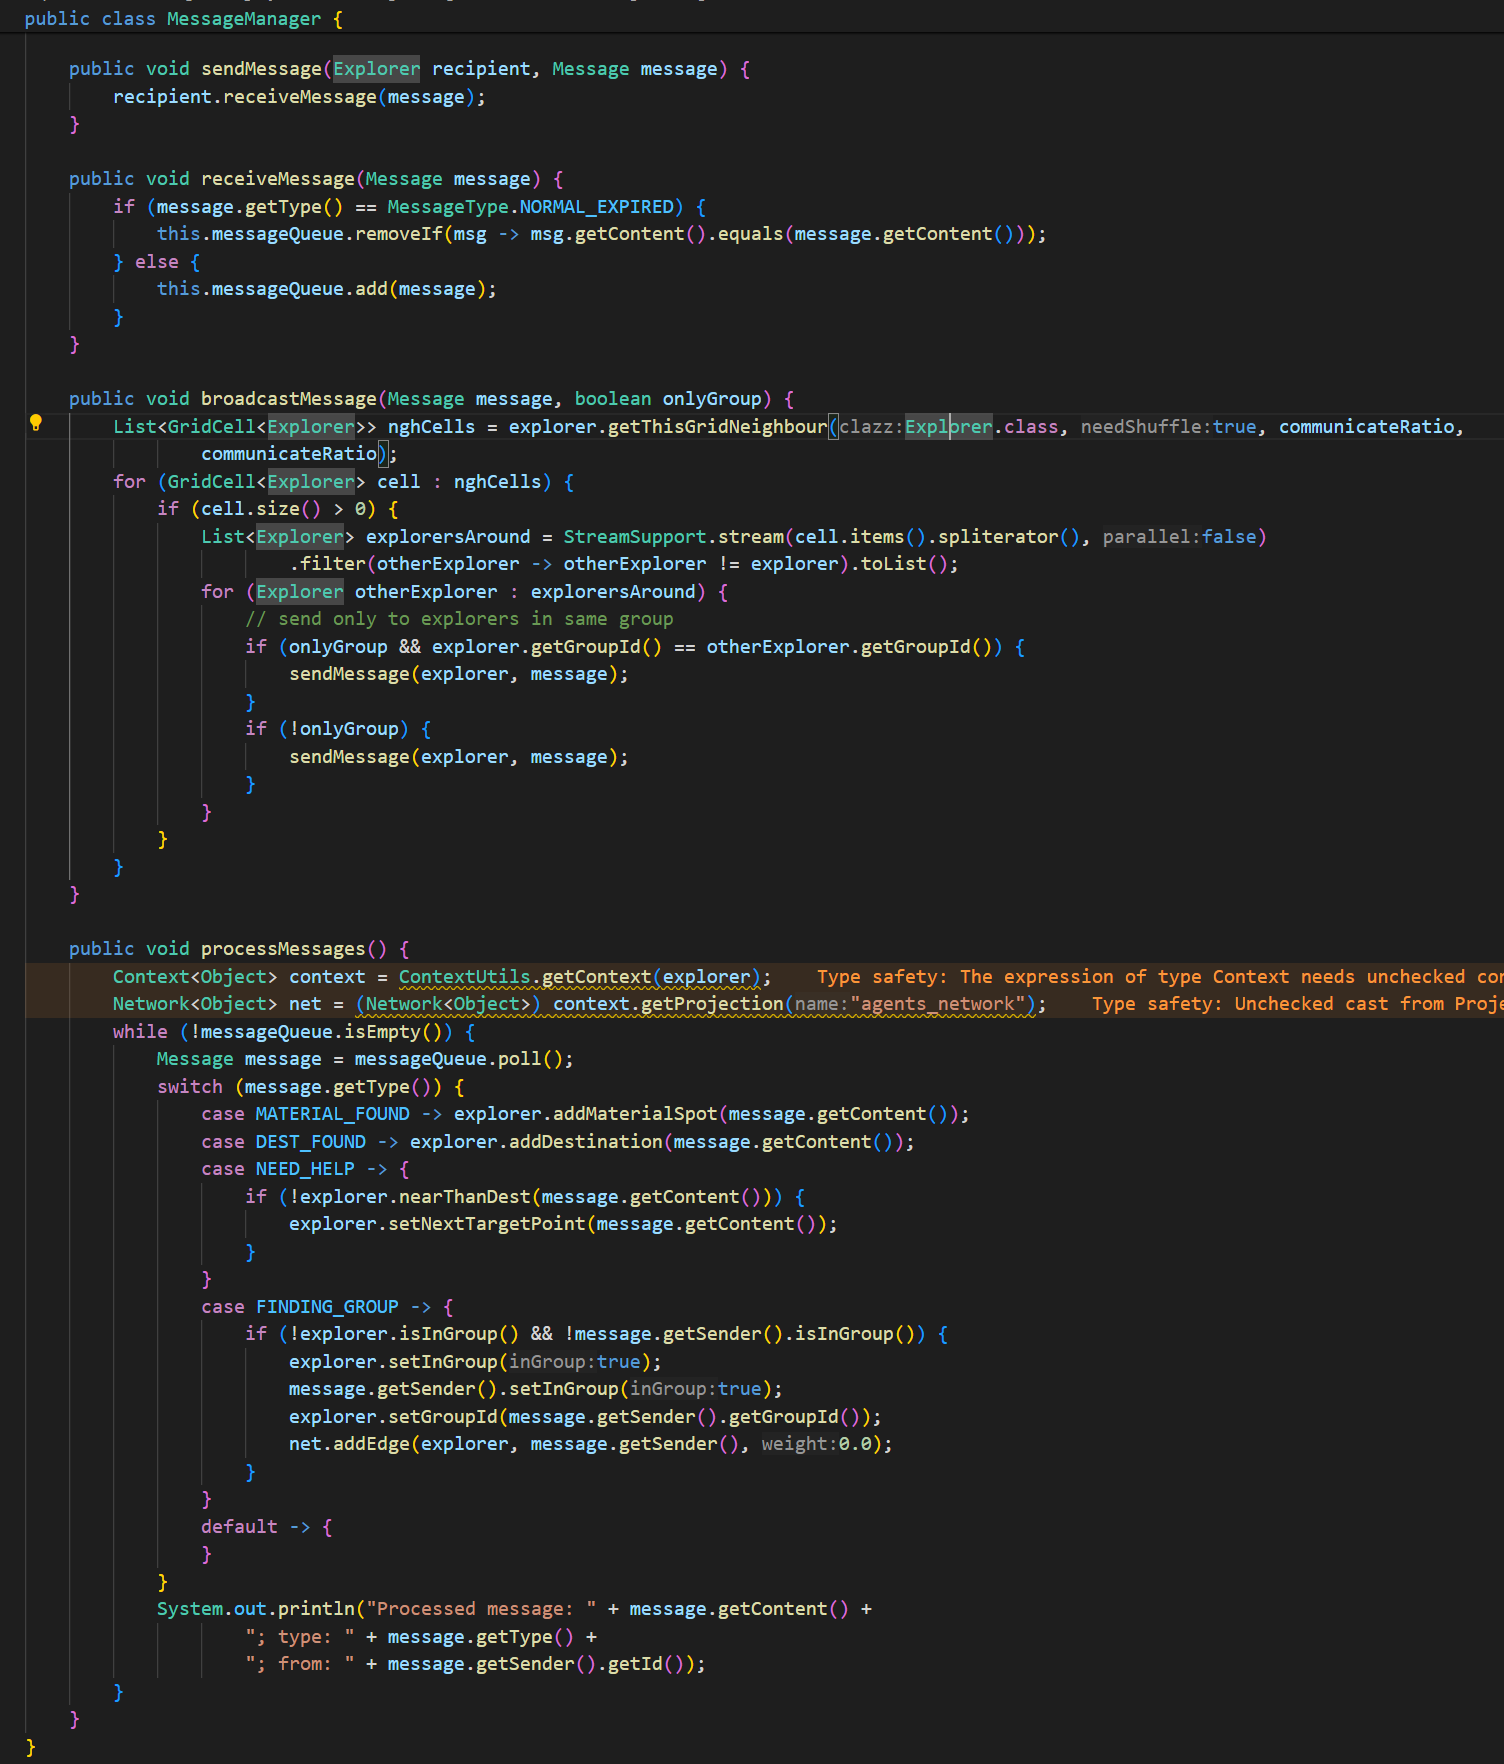 public class MessageManager {
public void sendMessage(Explorer recipient, Message message) {
recipient.receiveMessage(message);
}
public void receiveMessage(Message message) {
if (message.getType() == MessageType.NORMAL_EXPIRED) {
this.messageQueue.removeIf(msg -> msg.getContent().equals(message.getContent()));
} else {
this.messageQueue.add(message);
}
}
public void broadcastMessage(Message message, boolean onlyGroup) {
List<GridCell<Explorer>> nghCells = explorer.getThisGridNeighbour(clazz:Explorer.class, needShuffle:true, communicateRatio,
communicateRatio);
for (GridCell<Explorer> cell : nghCells) {
if (cell.size() > 0) {
List<Explorer> explorersAround = StreamSupport.stream(cell.items().spliterator(), parallel:false)
.filter(otherExplorer -> otherExplorer != explorer).toList();
for (Explorer otherExplorer : explorersAround) {
// send only to explorers in same group
if (onlyGroup && explorer.getGroupId() == otherExplorer.getGroupId()) {
sendMessage(explorer, message);
}
if (!onlyGroup) {
sendMessage(explorer, message);
}
}
}
}
}
public void processMessages() {
Context<Object> context = ContextUtils.getContext(explorer);    Type safety: The expression of type Context needs unchecked con
Network<Object> net = (Network<Object>) context.getProjection(name:"agents_network");    Type safety: Unchecked cast from Proje
while (!messageQueue.isEmpty()) {
Message message = messageQueue.poll();
switch (message.getType()) {
case MATERIAL_FOUND -> explorer.addMaterialSpot(message.getContent());
case DEST_FOUND -> explorer.addDestination(message.getContent());
case NEED_HELP -> {
if (!explorer.nearThanDest(message.getContent())) {
explorer.setNextTargetPoint(message.getContent());
}
}
case FINDING_GROUP -> {
if (!explorer.isInGroup() && !message.getSender().isInGroup()) {
explorer.setInGroup(inGroup:true);
message.getSender().setInGroup(inGroup:true);
explorer.setGroupId(message.getSender().getGroupId());
net.addEdge(explorer, message.getSender(), weight:0.0);
}
}
default -> {
}
}
System.out.println("Processed message: " + message.getContent() +
"; type: " + message.getType() +
"; from: " + message.getSender().getId());
}
}
}